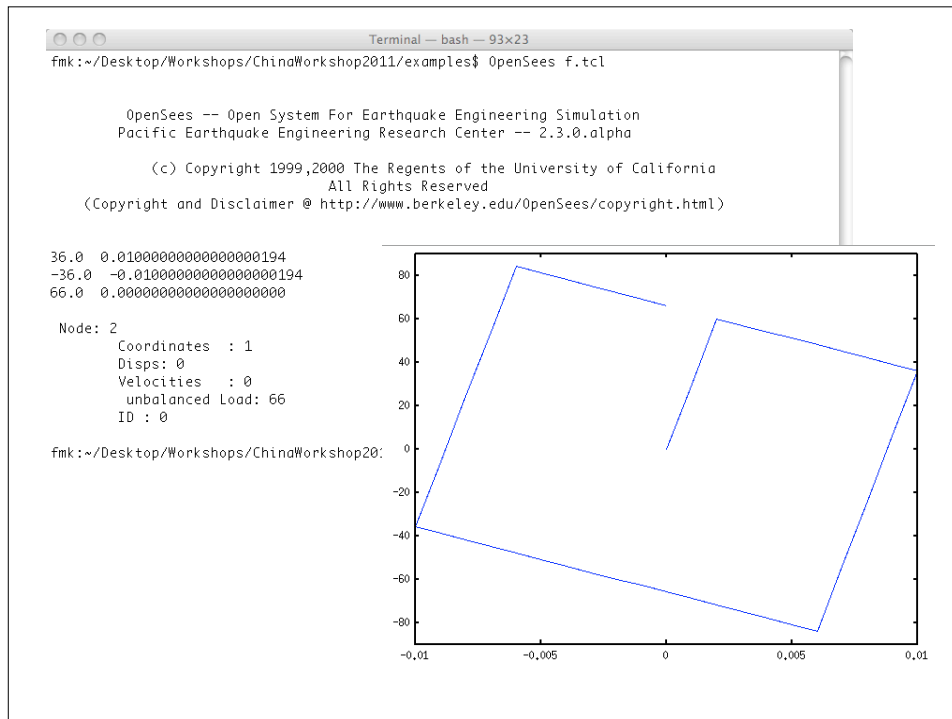 Terminal — bash — 93×23
fmk:~/Desktop/Workshops/ChinaWorkshop2011/examples$ OpenSees f.tcl
OpenSees -- Open System For Earthquake Engineering Simulation
Pacific Earthquake Engineering Research Center -- 2.3.0.alpha
(c) Copyright 1999,2000 The Regents of the University of California
All Rights Reserved
(Copyright and Disclaimer @ http://www.berkeley.edu/OpenSees/copyright.html)
36.0 0.01000000000000000194
-36.0 -0.01000000000000000194
66.0 0.00000000000000000000
Node: 2
Coordinates : 1
Disps: 0
Velocities : 0
unbalanced Load: 66
ID : 0
fmk:~/Desktop/Workshops/ChinaWorkshop201
80
60
40
20
0
-20
-40
-60
-80
-0.01 -0.005 0 0.005 0.01